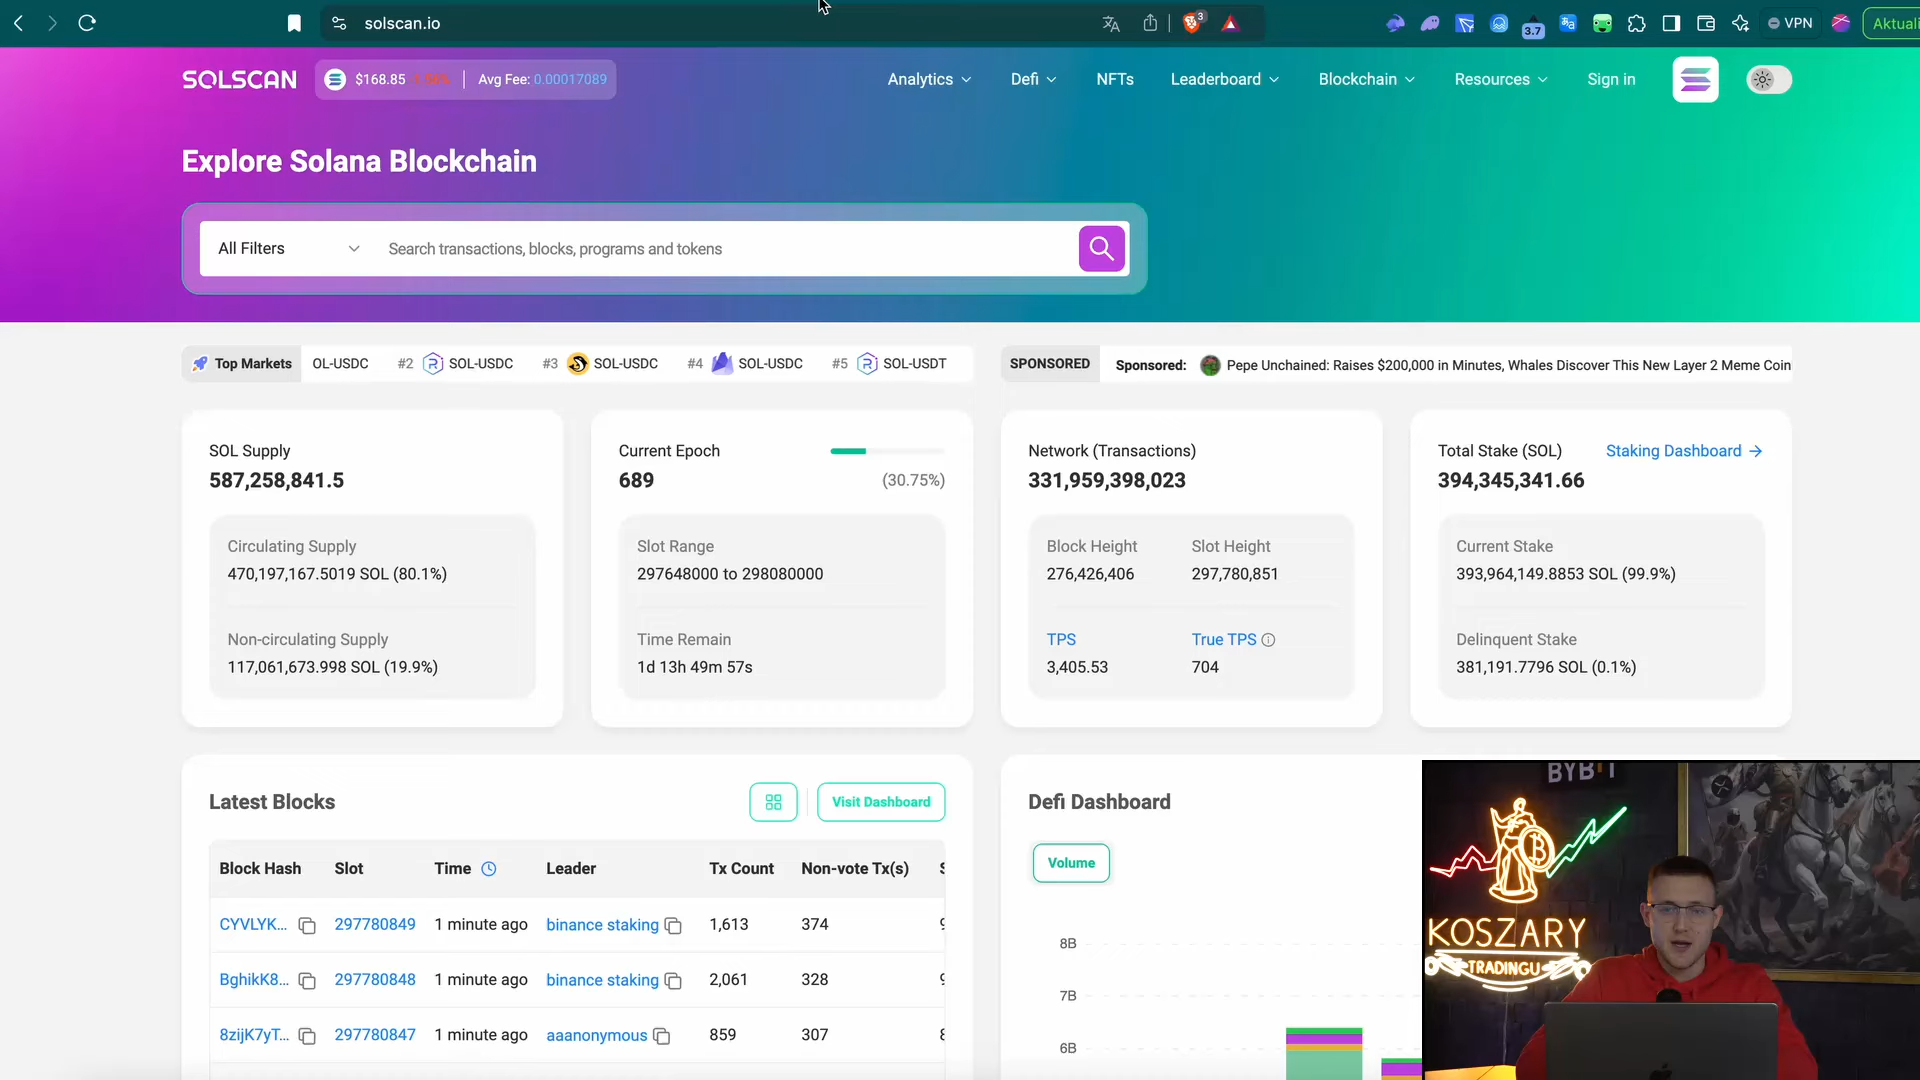 solscan.io
3
3.7
VPN
Aktuali
SOLSCAN
$168.85
Avg Fee: 0.00017089
Analytics
Defi
NFTs
Leaderboard
Blockchain
Resources
Sign in
Explore Solana Blockchain
All Filters
Search transactions, blocks, programs and tokens
Top Markets
OL-USDC
#2 SOL-USDC
#3 SOL-USDC
#4 SOL-USDC
#5 SOL-USDT
SPONSORED
Sponsored: Pepe Unchained: Raises $200,000 in Minutes, Whales Discover This New Layer 2 Meme Coin
SOL Supply
587,258,841.5
Circulating Supply
470,197,167.5019 SOL (80.1%)
Non-circulating Supply
117,061,673.998 SOL (19.9%)
Current Epoch
689
(30.75%)
Slot Range
297648000 to 298080000
Time Remain
1d 13h 49m 57s
Network (Transactions)
331,959,398,023
Block Height
276,426,406
Slot Height
297,780,851
TPS
3,405.53
True TPS
704
Total Stake (SOL)
Staking Dashboard
394,345,341.66
Current Stake
393,964,149.8853 SOL (99.9%)
Delinquent Stake
381,191.7796 SOL (0.1%)
Latest Blocks
Visit Dashboard
Block Hash Slot Time Leader Tx Count Non-vote Tx(s)
CYVLYK... 297780849 1 minute ago binance staking 1,613 374
BghikK8... 297780848 1 minute ago binance staking 2,061 328
8zijK7yT... 297780847 1 minute ago aaanonymous 859 307
Defi Dashboard
Volume
8B
7B
6B
BYBIT
KOSZARY
TRADINGU